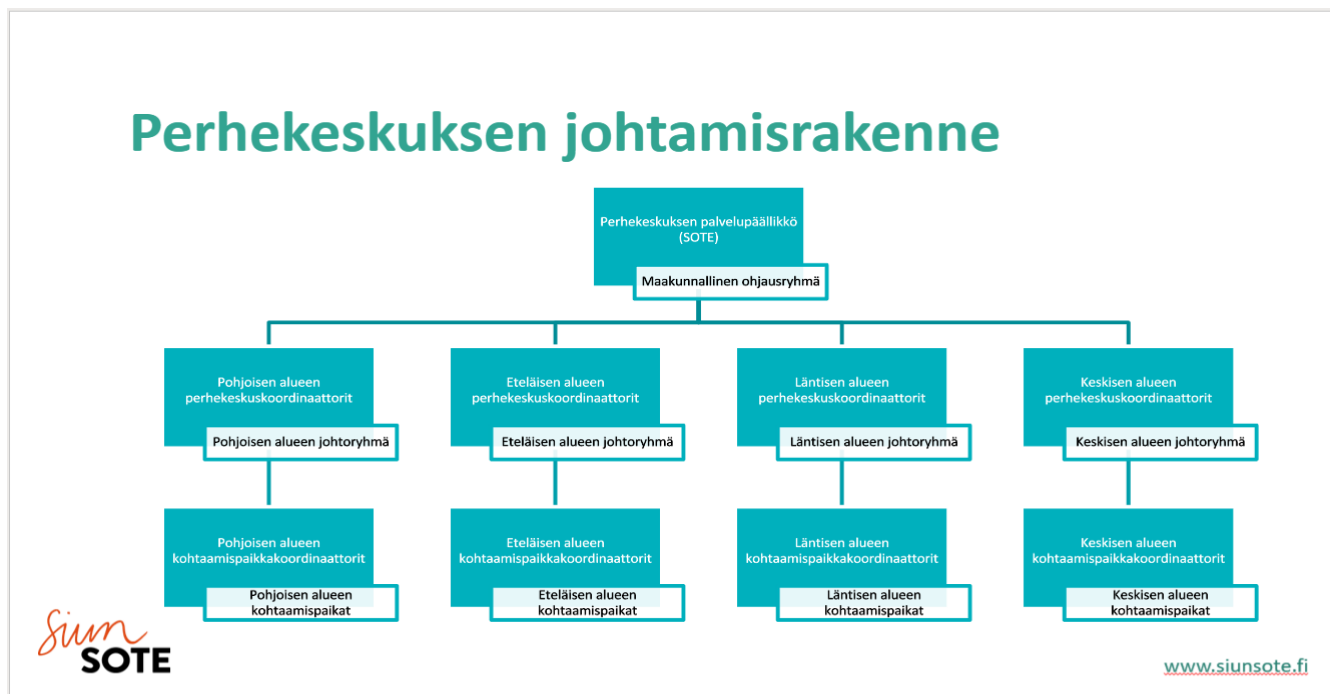 Perhekeskuksen johtamisrakenne
Perhekeskuksen palvelupäällikkö
(SOTE)
Maakunnallinen ohjausryhmä
Pohjoisen alueen
perhekeskuskoordinaattorit
Pohjoisen alueen johtoryhmä
Eteläisen alueen
perhekeskuskoordinaattorit
Eteläisen alueen johtoryhmä
Läntisen alueen
perhekeskuskoordinaattorit
Läntisen alueen johtoryhmä
Keskisen alueen
perhekeskuskoordinaattorit
Keskisen alueen johtoryhmä
Pohjoisen alueen
kohtaamispaikkakoordinaattorit
Pohjoisen alueen
kohtaamispaikat
Eteläisen alueen
kohtaamispaikkakoordinaattorit
Eteläisen alueen
kohtaamispaikat
Läntisen alueen
kohtaamispaikkakoordinaattorit
Läntisen alueen
kohtaamispaikat
Keskisen alueen
kohtaamispaikkakoordinaattorit
Keskisen alueen
kohtaamispaikat
Siun
SOTE
www.siunsote.fi